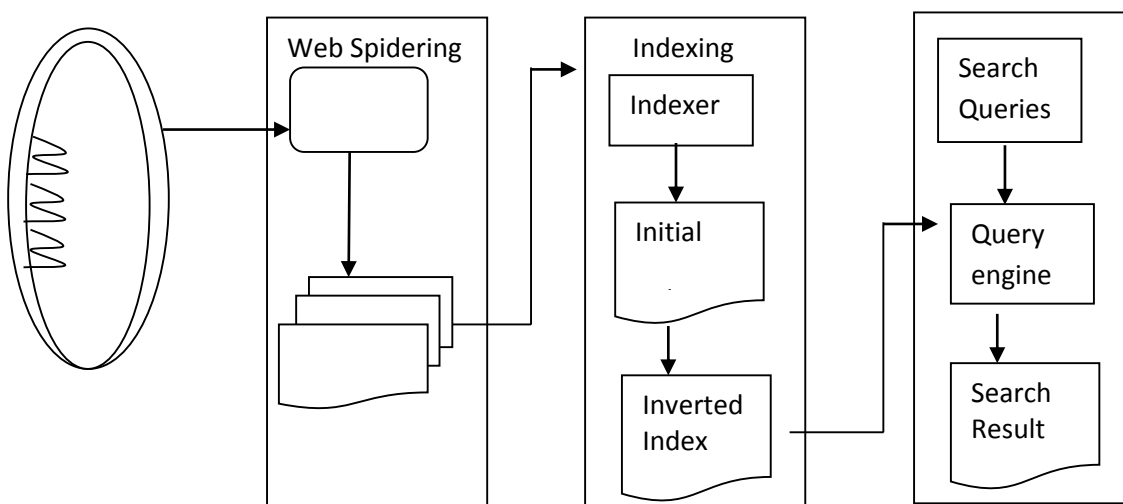 Web Spidering
Indexing
Indexer
Initial
Inverted
Index
Search
Queries
Query
engine
Search
Result